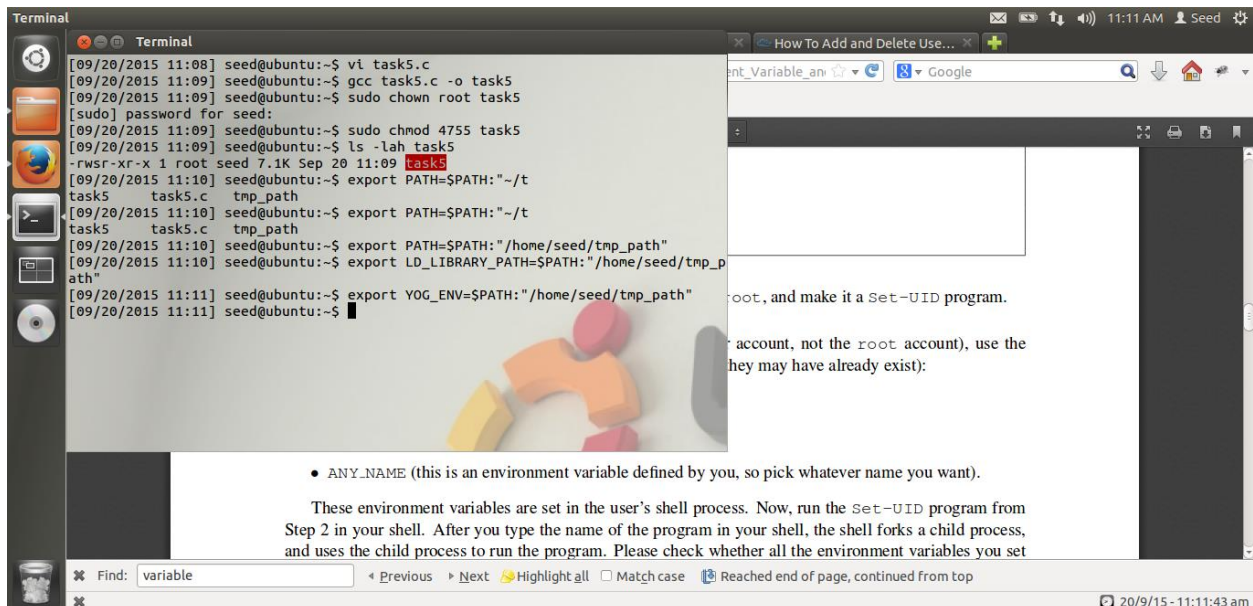 Terminal
11:11 AM Seed
Terminal
[09/20/2015 11:08] seed@ubuntu:~$ vi task5.c
[09/20/2015 11:09] seed@ubuntu:~$ gcc task5.c -o task5
[09/20/2015 11:09] seed@ubuntu:~$ sudo chown root task5
[sudo] password for seed:
[09/20/2015 11:09] seed@ubuntu:~$ sudo chmod 4755 task5
[09/20/2015 11:09] seed@ubuntu:~$ ls -lah task5
-rwsr-xr-x 1 root seed 7.1K Sep 20 11:09 task5
[09/20/2015 11:10] seed@ubuntu:~$ export PATH=$PATH:"~/t
task5 task5.c tmp_path
[09/20/2015 11:10] seed@ubuntu:~$ export PATH=$PATH:"~/t
task5 task5.c tmp_path
[09/20/2015 11:10] seed@ubuntu:~$ export PATH=$PATH:"/home/seed/tmp_path"
[09/20/2015 11:10] seed@ubuntu:~$ export LD_LIBRARY_PATH=$PATH:"/home/seed/tmp_p
ath"
[09/20/2015 11:11] seed@ubuntu:~$ export YOG_ENV=$PATH:"/home/seed/tmp_path"
[09/20/2015 11:11] seed@ubuntu:~$
How To Add and Delete Use...
ent_Variable_an
8 Google
root, and make it a Set-UID program.
account, not the root account), use the
they may have already exist):
• ANY_NAME (this is an environment variable defined by you, so pick whatever name you want).
These environment variables are set in the user's shell process. Now, run the Set-UID program from
Step 2 in your shell. After you type the name of the program in your shell, the shell forks a child process,
and uses the child process to run the program. Please check whether all the environment variables you set
Find: variable Previous Next Highlight all Match case Reached end of page, continued from top
20/9/15 - 11:11:43 am